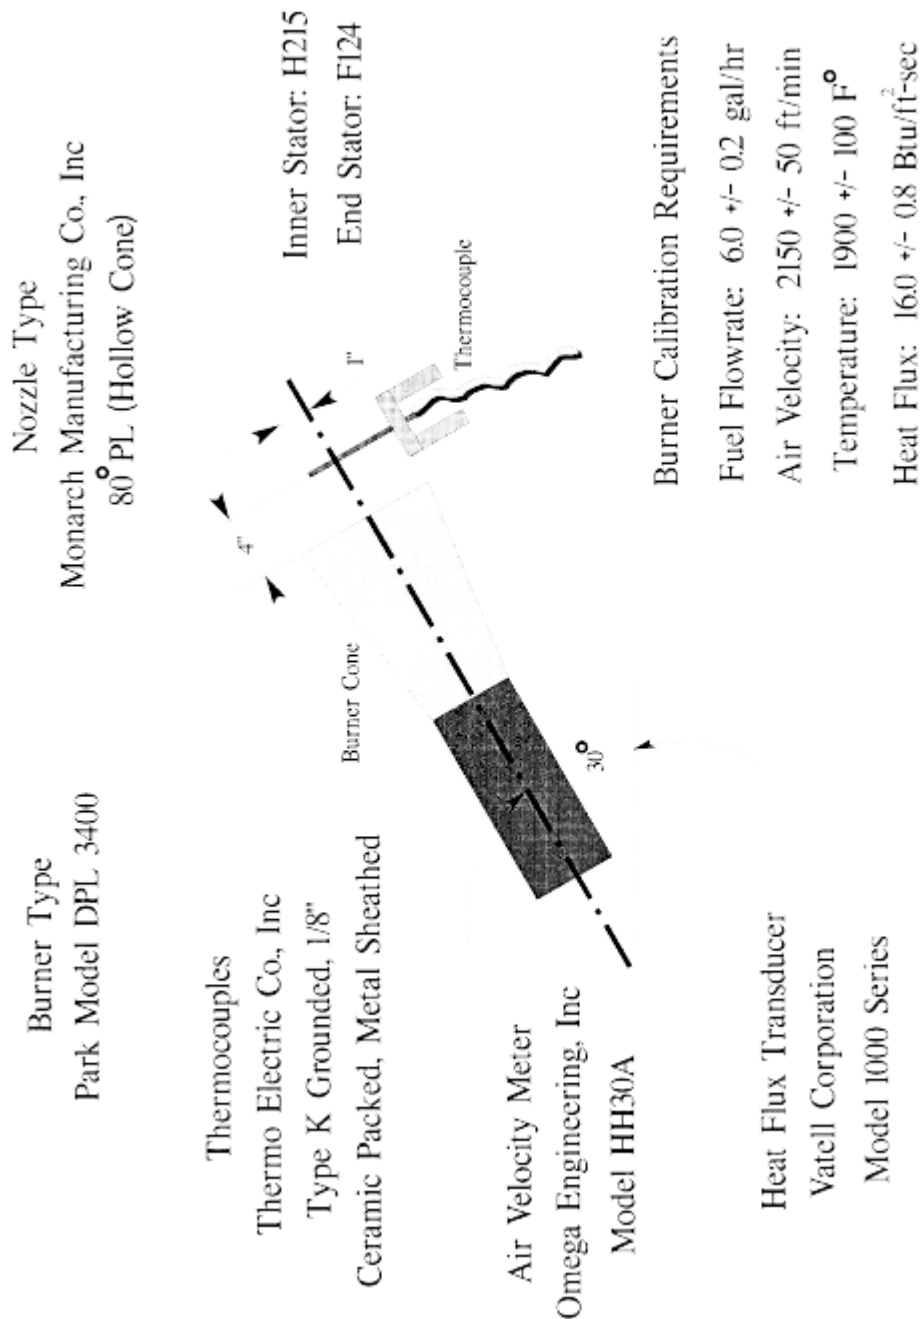 Burner Type
Park Model DPL 3400
Nozzle Type
Monarch Manufacturing Co., Inc
80° PL (Hollow Cone)
Thermocouples
Thermo Electric Co., Inc
Type K Grounded, 1/8"
Ceramic Packed, Metal Sheathed
Inner Stator: H215
End Stator: F124
4"
1"
Burner Cone
Thermocouple
30°
Air Velocity Meter
Omega Engineering, Inc
Model HH30A
Heat Flux Transducer
Vatell Corporation
Model 1000 Series
Burner Calibration Requirements
Fuel Flowrate: 6.0 +/- 0.2 gal/hr
Air Velocity: 2150 +/- 50 ft/min
Temperature: 1900 +/- 100 F°
Heat Flux: 16.0 +/- 0.8 Btu/ft²-sec